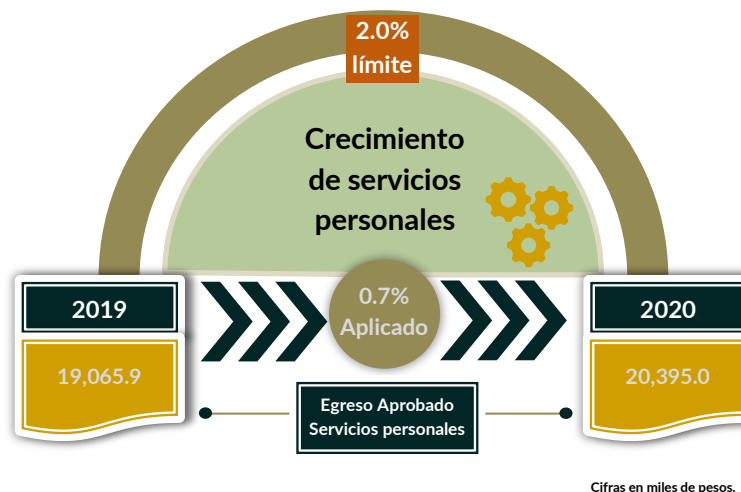 2.0%
límite
Crecimiento
de servicios
personales
2019
0.7%
Aplicado
2020
19,065.9
20,395.0
Egreso Aprobado
Servicios personales
Cifras en miles de pesos.